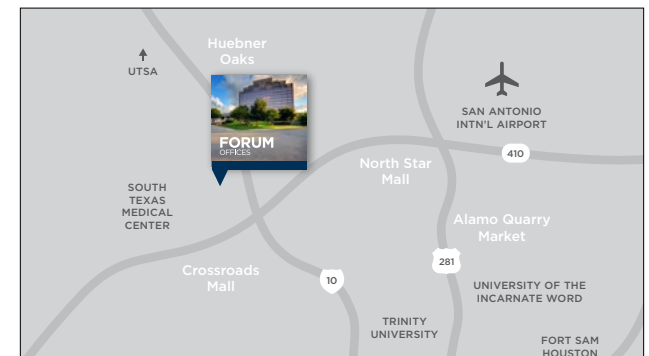 Huebner
Oaks
UTSA
FORUM
OFFICES
SAN ANTONIO
INTN'L AIRPORT
410
North Star
Mall
SOUTH
TEXAS
MEDICAL
CENTER
Alamo Quarry
Market
281
Crossroads
Mall
10
UNIVERSITY OF THE
INCARNATE WORD
TRINITY
UNIVERSITY
FORT SAM
HOUSTON